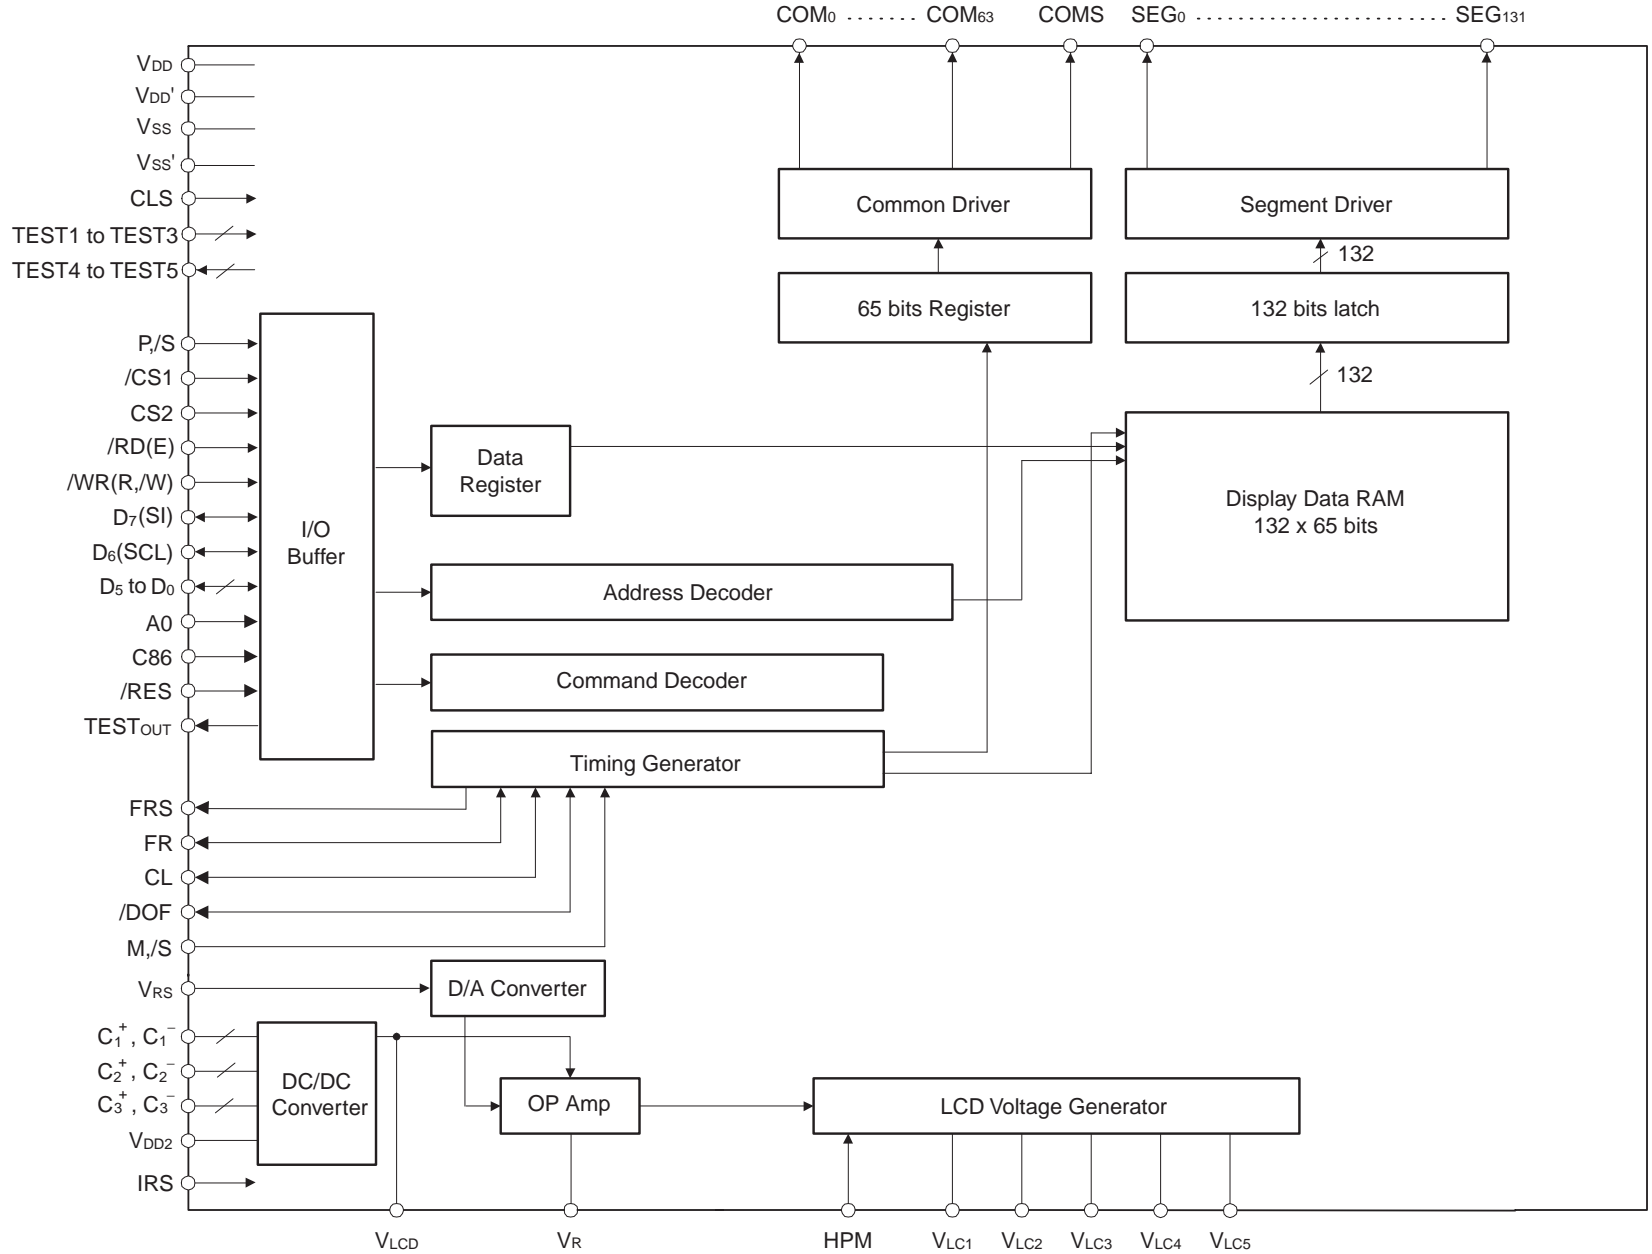 COM0 ........ COM63 COMS SEG0 ........................... SEG131
VDD
VDD'
VSS
VSS'
CLS
TEST1 to TEST3
TEST4 to TEST5
Common Driver
Segment Driver
132
65 bits Register
132 bits latch
132
P,/S
/CS1
CS2
/RD(E)
/WR(R,/W)
D7(SI)
D6(SCL)
D5 to D0
A0
C86
/RES
TESTOUT
I/O
Buffer
Data
Register
Display Data RAM
132 x 65 bits
Address Decoder
Command Decoder
Timing Generator
FRS
FR
CL
/DOF
M,/S
VRS
D/A Converter
C1+, C1–
C2+, C2–
C3+, C3–
VDD2
IRS
DC/DC
Converter
OP Amp
LCD Voltage Generator
VLCD VR HPM VLC1 VLC2 VLC3 VLC4 VLC5